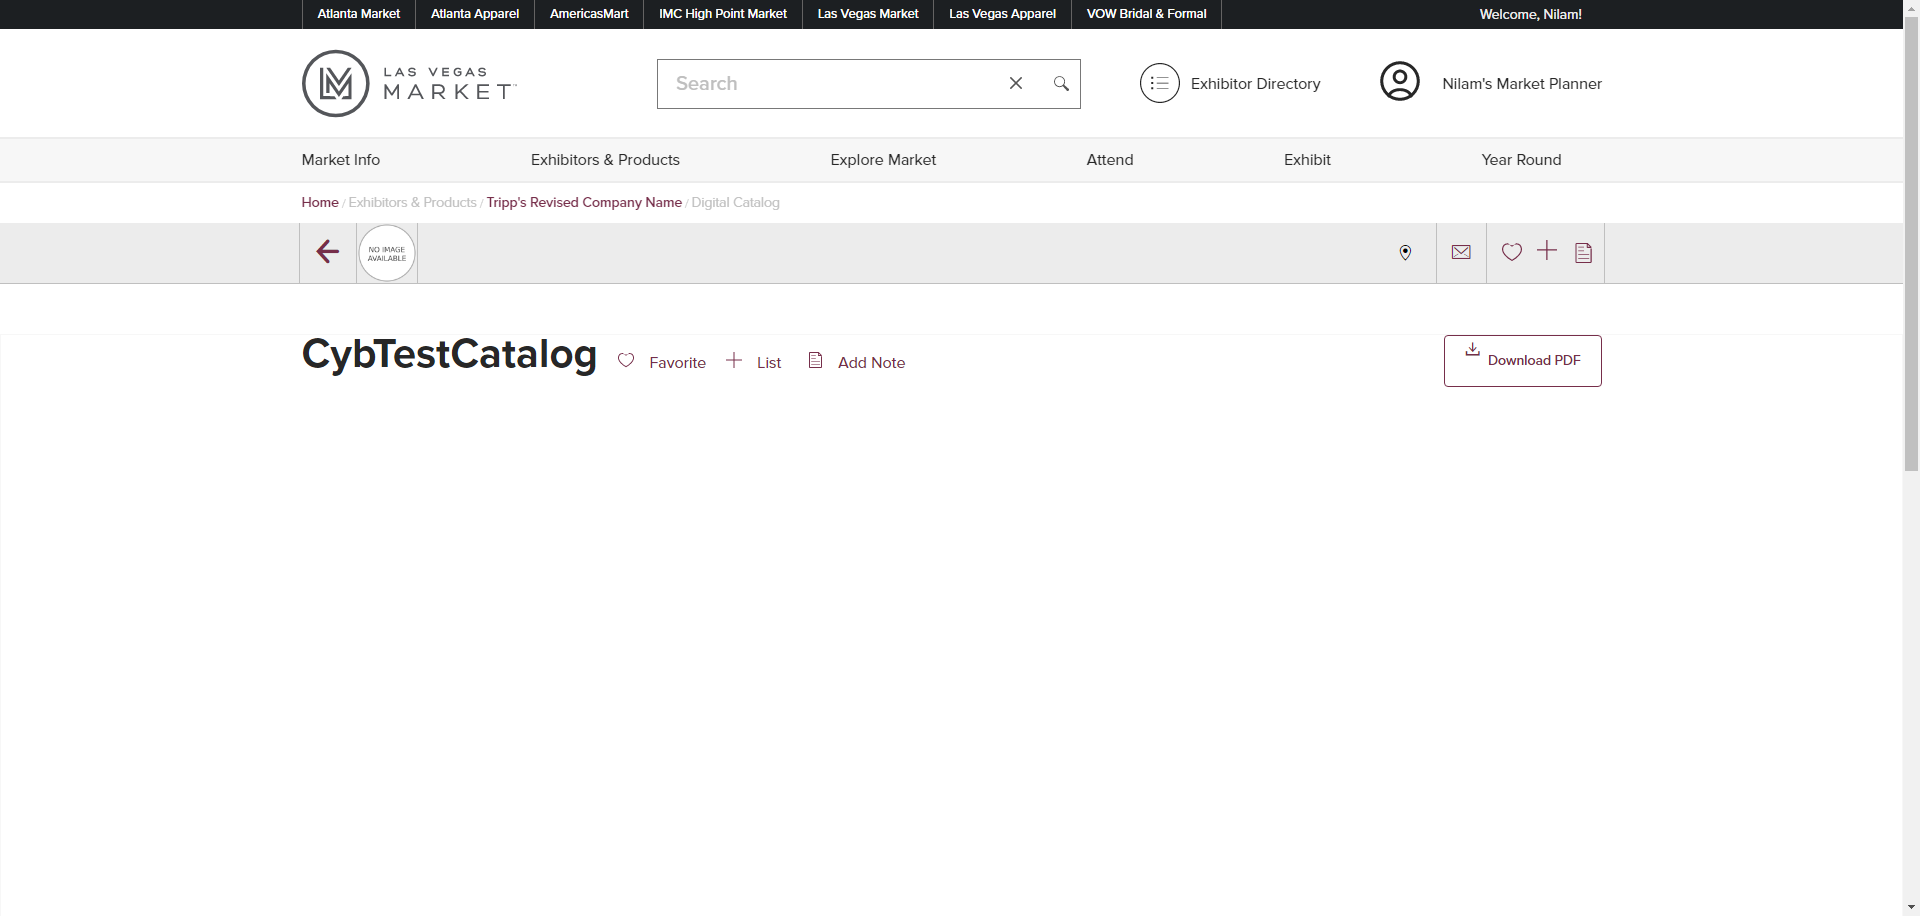 Atlanta Market Atlanta Apparel AmericasMart IMC High Point Market Las Vegas Market Las Vegas Apparel VOW Bridal & Formal Welcome, Nilam!
LM LAS VEGAS
MARKET™
Search
Exhibitor Directory
Nilam's Market Planner
Market Info Exhibitors & Products Explore Market Attend Exhibit Year Round
Home / Exhibitors & Products / Tripp's Revised Company Name / Digital Catalog
NO IMAGE
AVAILABLE
CybTestCatalog Favorite List Add Note Download PDF